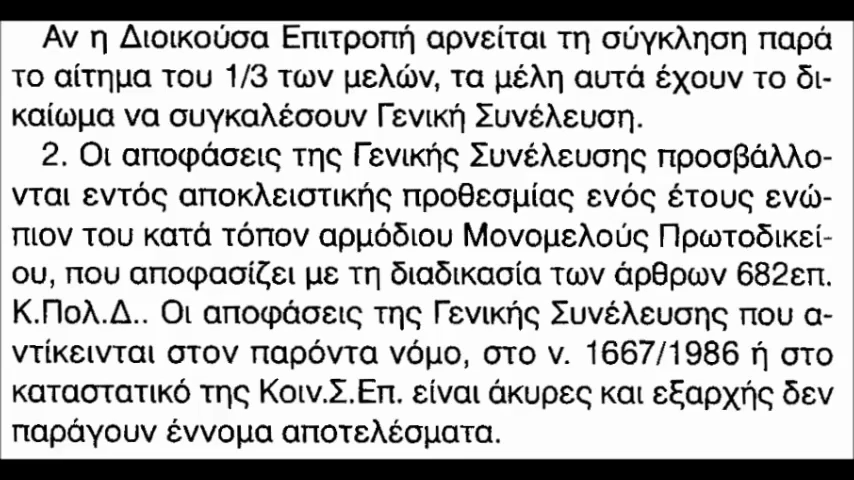 Αν η Διοικούσα Επιτροπή αρνείται τη σύγκληση παρά
το αίτημα του 1/3 των μελών, τα μέλη αυτά έχουν το δι-
καίωμα να συγκαλέσουν Γενική Συνέλευση.
2. Οι αποφάσεις της Γενικής Συνέλευσης προσβάλλο-
νται εντός αποκλειστικής προθεσμίας ενός έτους ενώ-
πιον του κατά τόπον αρμόδιου Μονομελούς Πρωτοδικεί-
ου, που αποφασίζει με τη διαδικασία των άρθρων 682επ.
Κ.Πολ.Δ.. Οι αποφάσεις της Γενικής Συνέλευσης που α-
ντίκεινται στον παρόντα νόμο, στο ν. 1667/1986 ή στο
καταστατικό της Κοιν.Σ.Επ. είναι άκυρες και εξαρχής δεν
παράγουν έννομα αποτελέσματα.